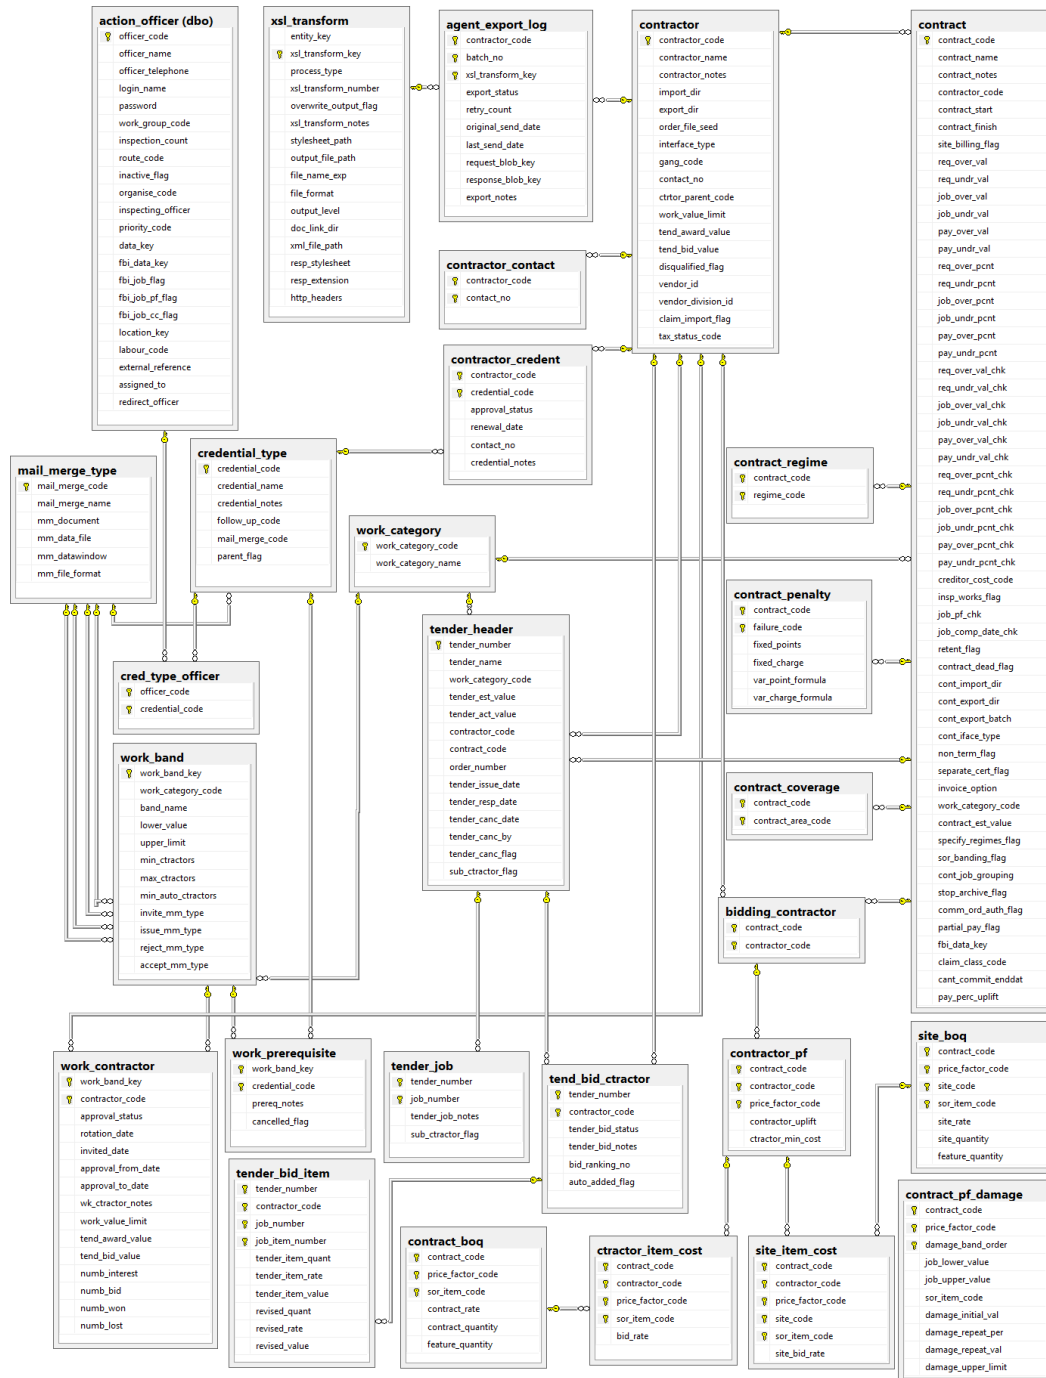 action_officer (dbo)
officer_code
officer_name
officer_telephone
login_name
password
work_group_code
inspection_count
route_code
inactive_flag
organise_code
inspecting_officer
priority_code
data_key
fbi_data_key
fbi_job_flag
fbi_job_pf_flag
fbi_job_cc_flag
location_key
labour_code
external_reference
assigned_to
redirect_officer
xsl_transform
entity_key
xsl_transform_key
process_type
xsl_transform_number
overwrite_output_flag
xsl_transform_notes
stylesheet_path
output_file_path
file_name_exp
file_format
output_level
doc_link_dir
xml_file_path
resp_stylesheet
resp_extension
http_headers
agent_export_log
contractor_code
batch_no
xsl_transform_key
export_status
retry_count
original_send_date
last_send_date
request_blob_key
response_blob_key
export_notes
contractor
contractor_code
contractor_name
contractor_notes
import_dir
export_dir
order_file_seed
interface_type
gang_code
contact_no
ctrtor_parent_code
work_value_limit
tend_award_value
tend_bid_value
disqualified_flag
vendor_id
vendor_division_id
claim_import_flag
tax_status_code
contract
contract_code
contract_name
contract_notes
contractor_code
contract_start
contract_finish
site_billing_flag
req_over_val
req_undr_val
job_over_val
job_undr_val
pay_over_val
pay_undr_val
req_over_pcnt
req_undr_pcnt
job_over_pcnt
job_undr_pcnt
pay_over_pcnt
pay_undr_pcnt
req_over_val_chk
req_undr_val_chk
job_over_val_chk
job_undr_val_chk
pay_over_val_chk
pay_undr_val_chk
req_over_pcnt_chk
req_undr_pcnt_chk
job_over_pcnt_chk
job_undr_pcnt_chk
pay_over_pcnt_chk
pay_undr_pcnt_chk
creditor_cost_code
insp_works_flag
job_pf_chk
job_comp_date_chk
retent_flag
contract_dead_flag
cont_import_dir
cont_export_dir
cont_export_batch
cont_iface_type
non_term_flag
separate_cert_flag
invoice_option
work_category_code
contract_est_value
specify_regimes_flag
sor_banding_flag
cont_job_grouping
stop_archive_flag
comm_ord_auth_flag
partial_pay_flag
fbi_data_key
claim_class_code
cant_commit_enddat
pay_perc_uplift
contractor_contact
contractor_code
contact_no
contractor_credent
contractor_code
credential_code
approval_status
renewal_date
contact_no
credential_notes
mail_merge_type
mail_merge_code
mail_merge_name
mm_document
mm_data_file
mm_datawindow
mm_file_format
credential_type
credential_code
credential_name
credential_notes
follow_up_code
mail_merge_code
parent_flag
work_category
work_category_code
work_category_name
contract_regime
contract_code
regime_code
contract_penalty
contract_code
failure_code
fixed_points
fixed_charge
var_point_formula
var_charge_formula
tender_header
tender_number
tender_name
work_category_code
tender_est_value
tender_act_value
contractor_code
contract_code
order_number
tender_issue_date
tender_resp_date
tender_canc_date
tender_canc_by
tender_canc_flag
sub_ctractor_flag
cred_type_officer
officer_code
credential_code
work_band
work_band_key
work_category_code
band_name
lower_value
upper_limit
min_ctractors
max_ctractors
min_auto_ctractors
invite_mm_type
issue_mm_type
reject_mm_type
accept_mm_type
contract_coverage
contract_code
contract_area_code
bidding_contractor
contract_code
contractor_code
work_contractor
work_band_key
contractor_code
approval_status
rotation_date
invited_date
approval_from_date
approval_to_date
wk_ctractor_notes
work_value_limit
tend_award_value
tend_bid_value
numb_interest
numb_bid
numb_won
numb_lost
work_prerequisite
work_band_key
credential_code
prereq_notes
cancelled_flag
tender_job
tender_number
job_number
tender_job_notes
sub_ctractor_flag
tend_bid_ctractor
tender_number
contractor_code
tender_bid_status
tender_bid_notes
bid_ranking_no
auto_added_flag
contractor_pf
contract_code
contractor_code
price_factor_code
contractor_uplift
ctractor_min_cost
site_boq
contract_code
price_factor_code
site_code
sor_item_code
site_rate
site_quantity
feature_quantity
tender_bid_item
tender_number
contractor_code
job_number
job_item_number
tender_item_quant
tender_item_rate
tender_item_value
revised_quant
revised_rate
revised_value
contract_boq
contract_code
price_factor_code
sor_item_code
contract_rate
contract_quantity
feature_quantity
ctractor_item_cost
contract_code
contractor_code
price_factor_code
sor_item_code
bid_rate
site_item_cost
contract_code
contractor_code
price_factor_code
site_code
sor_item_code
site_bid_rate
contract_pf_damage
contract_code
price_factor_code
damage_band_order
job_lower_value
job_upper_value
sor_item_code
damage_initial_val
damage_repeat_per
damage_repeat_val
damage_upper_limit